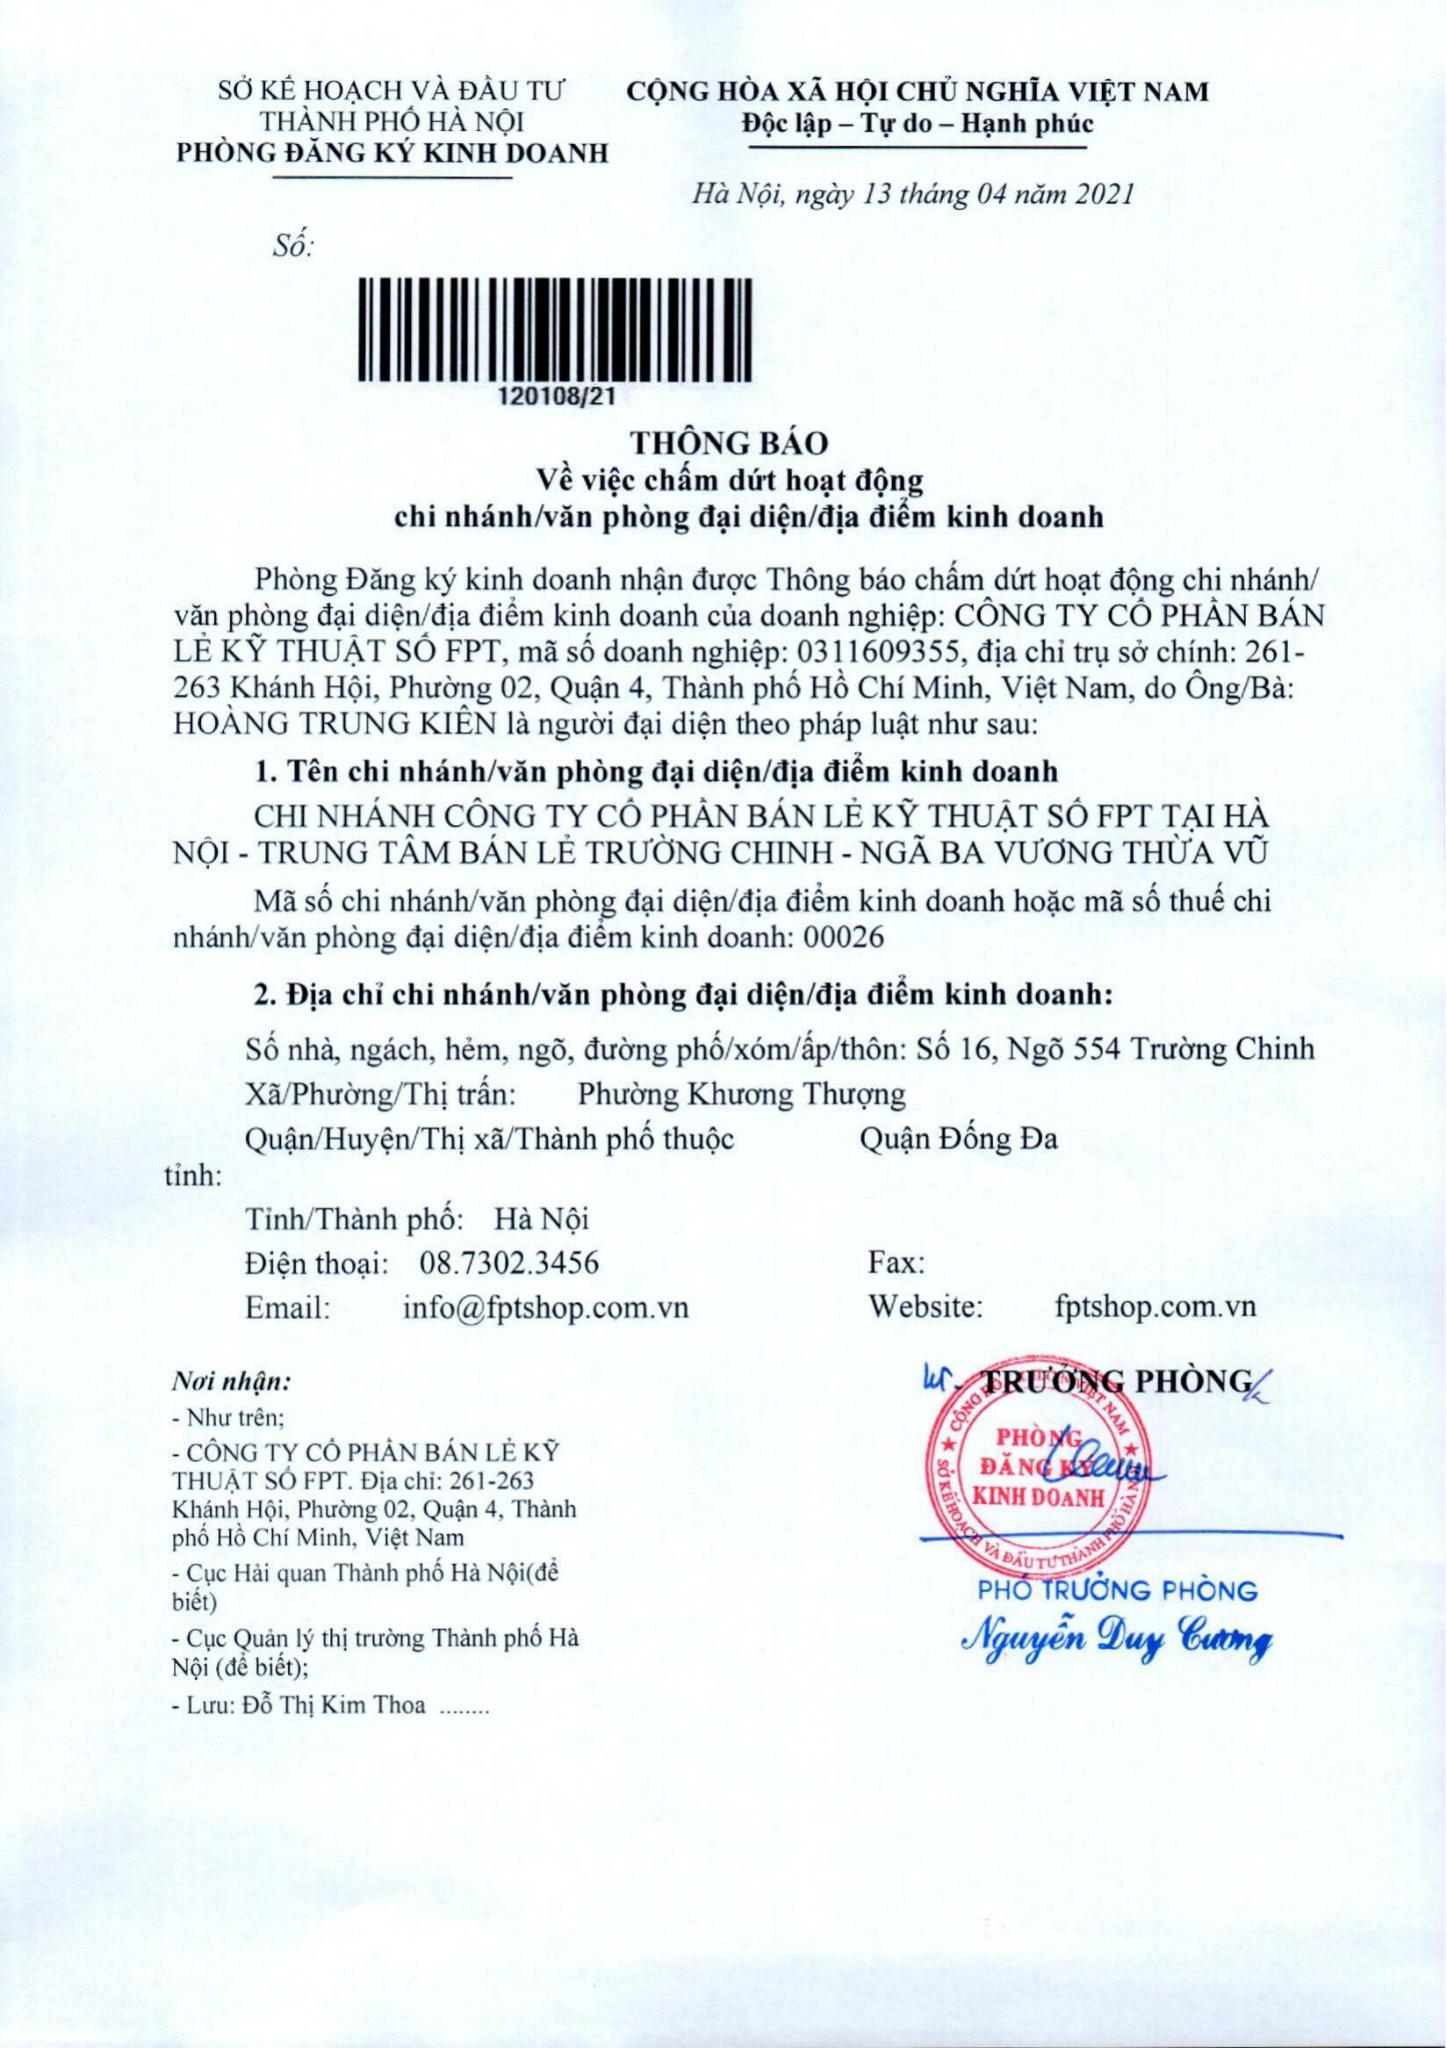 SỞ KẾ HOẠCH VÀ ĐẦU TƯ
THÀNH PHỐ HÀ NỘI
PHÒNG ĐĂNG KÝ KINH DOANH
CỘNG HÒA XÃ HỘI CHỦ NGHĨA VIỆT NAM
Độc lập – Tự do – Hạnh phúc
Hà Nội, ngày 13 tháng 04 năm 2021
Số:
120108/21
THÔNG BÁO
Về việc chấm dứt hoạt động
chi nhánh/văn phòng đại diện/địa điểm kinh doanh
Phòng Đăng ký kinh doanh nhận được Thông báo chấm dứt hoạt động chi nhánh/
văn phòng đại diện/địa điểm kinh doanh của doanh nghiệp: CÔNG TY CỔ PHẦN BÁN
LẺ KỸ THUẬT SỐ FPT, mã số doanh nghiệp: 0311609355, địa chỉ trụ sở chính: 261-
263 Khánh Hội, Phường 02, Quận 4, Thành phố Hồ Chí Minh, Việt Nam, do Ông/Bà:
HOÀNG TRUNG KIÊN là người đại diện theo pháp luật như sau:
1. Tên chi nhánh/văn phòng đại diện/địa điểm kinh doanh
CHI NHÁNH CÔNG TY CỔ PHẦN BÁN LẺ KỸ THUẬT SỐ FPT TẠI HÀ
NỘI - TRUNG TÂM BÁN LẺ TRƯỜNG CHINH - NGÃ BA VƯƠNG THỪA VŨ
Mã số chi nhánh/văn phòng đại diện/địa điểm kinh doanh hoặc mã số thuế chi
nhánh/văn phòng đại diện/địa điểm kinh doanh: 00026
2. Địa chỉ chi nhánh/văn phòng đại diện/địa điểm kinh doanh:
Số nhà, ngách, hẻm, ngõ, đường phố/xóm/ấp/thôn: Số 16, Ngõ 554 Trường Chinh
Xã/Phường/Thị trấn: Phường Khương Thượng
Quận/Huyện/Thị xã/Thành phố thuộc Quận Đống Đa
tỉnh:
Tỉnh/Thành phố: Hà Nội
Điện thoại: 08.7302.3456 Fax:
Email: info@fptshop.com.vn Website: fptshop.com.vn
Nơi nhận:
- Như trên;
- CÔNG TY CỔ PHẦN BÁN LẺ KỸ
THUẬT SỐ FPT. Địa chỉ: 261-263
Khánh Hội, Phường 02, Quận 4, Thành
phố Hồ Chí Minh, Việt Nam
- Cục Hải quan Thành phố Hà Nội(để
biết)
- Cục Quản lý thị trường Thành phố Hà
Nội (để biết);
- Lưu: Đỗ Thị Kim Thoa ........
KT. TRƯỞNG PHÒNG
PHÒNG
ĐĂNG KÝ
KINH DOANH
SỞ KẾ HOẠCH VÀ ĐẦU TƯ THÀNH PHỐ HÀ NỘI
PHÓ TRƯỞNG PHÒNG
Nguyễn Duy Cương